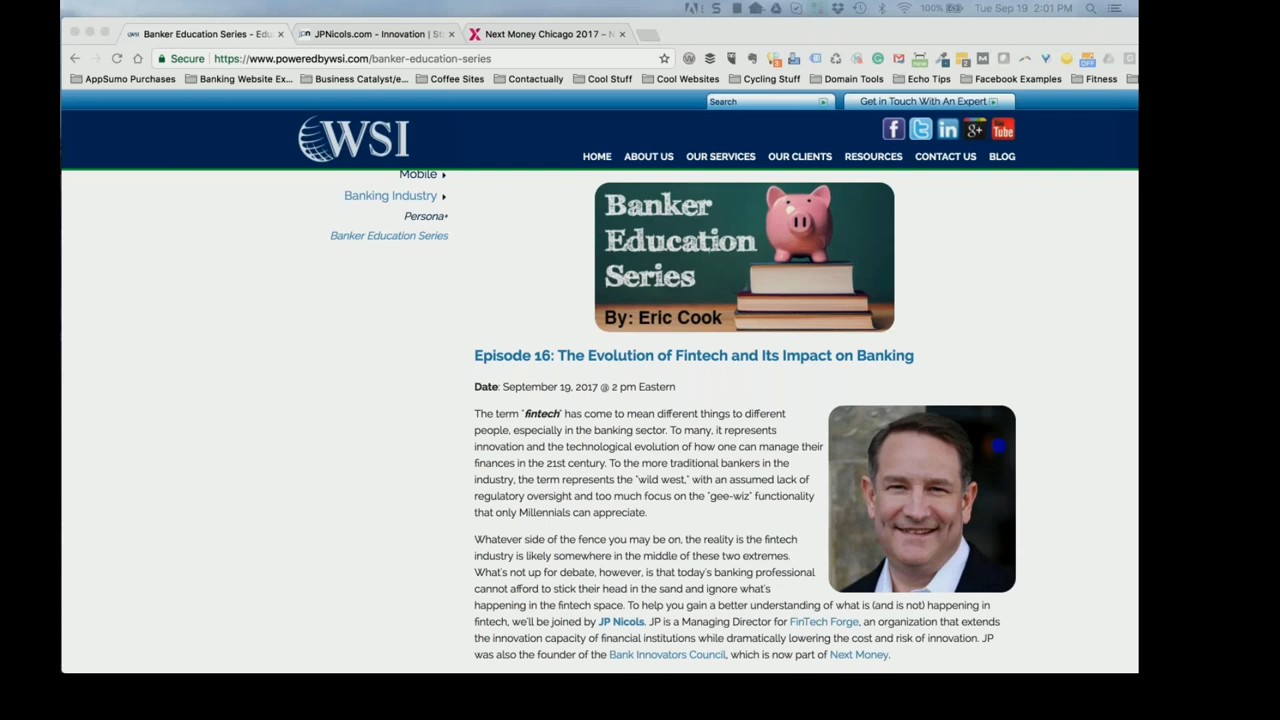 100% Tue Sep 19 2:01 PM
Banker Education Series - Edu
JPNicols.com - Innovation | St
Next Money Chicago 2017 – N
Secure https://www.poweredbywsi.com/banker-education-series
AppSumo Purchases Banking Website Ex... Business Catalyst/e... Coffee Sites Contactually Cool Stuff Cool Websites Cycling Stuff Domain Tools Echo Tips Facebook Examples Fitness
Search Get in Touch With An Expert
WSI
HOME ABOUT US OUR SERVICES OUR CLIENTS RESOURCES CONTACT US BLOG
Mobile
Banking Industry
Persona+
Banker Education Series
Banker
Education
Series
By: Eric Cook
Episode 16: The Evolution of Fintech and Its Impact on Banking
Date: September 19, 2017 @ 2 pm Eastern
The term "fintech" has come to mean different things to different
people, especially in the banking sector. To many, it represents
innovation and the technological evolution of how one can manage their
finances in the 21st century. To the more traditional bankers in the
industry, the term represents the "wild west," with an assumed lack of
regulatory oversight and too much focus on the "gee-wiz" functionality
that only Millennials can appreciate.
Whatever side of the fence you may be on, the reality is the fintech
industry is likely somewhere in the middle of these two extremes.
What's not up for debate, however, is that today's banking professional
cannot afford to stick their head in the sand and ignore what's
happening in the fintech space. To help you gain a better understanding of what is (and is not) happening in
fintech, we'll be joined by JP Nicols. JP is a Managing Director for FinTech Forge, an organization that extends
the innovation capacity of financial institutions while dramatically lowering the cost and risk of innovation. JP
was also the founder of the Bank Innovators Council, which is now part of Next Money.